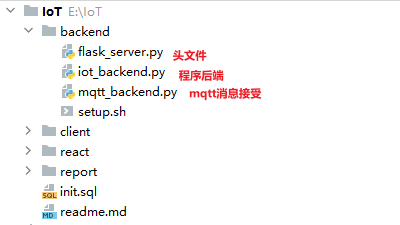 IoT E:\IoT
backend
flask_server.py 头文件
iot_backend.py 程序后端
mqtt_backend.py mqtt消息接受
setup.sh
client
react
report
init.sql
readme.md